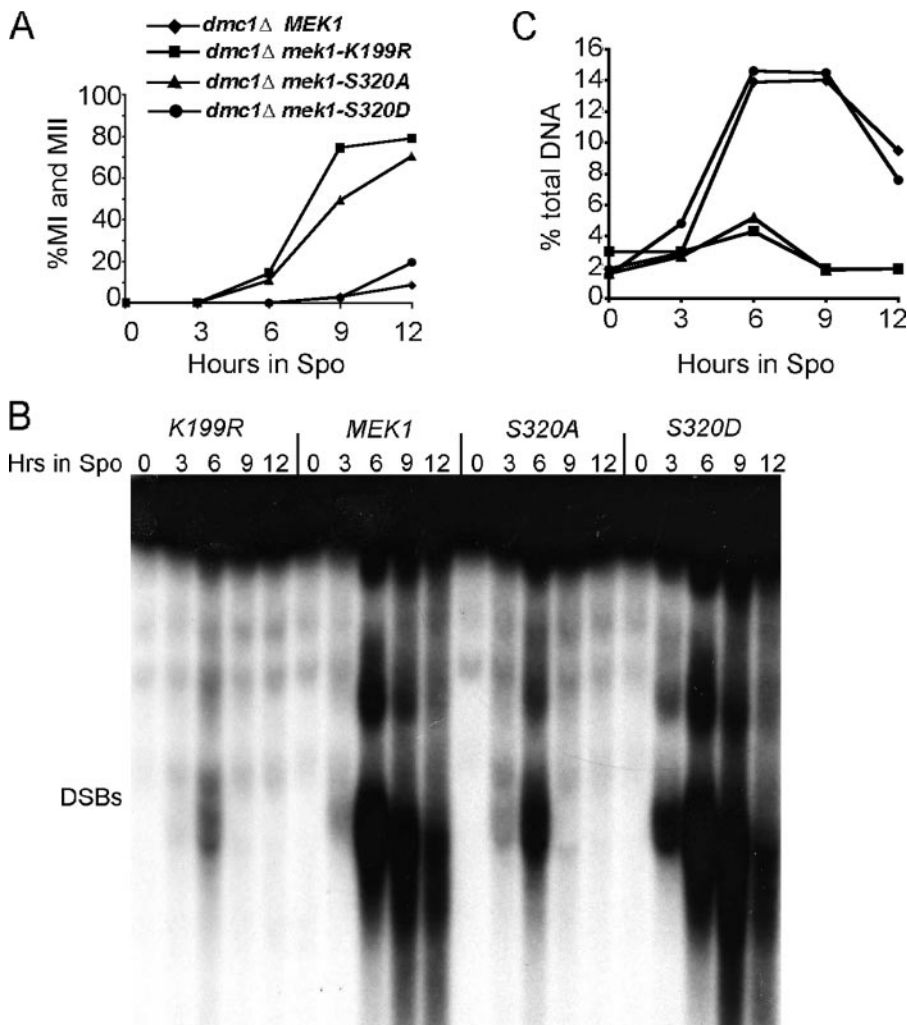 A
dmc1Δ MEK1
dmc1Δ mek1-K199R
dmc1Δ mek1-S320A
dmc1Δ mek1-S320D
%MI and MII
100
80
60
40
20
0
0 3 6 9 12
Hours in Spo
C
% total DNA
16
14
12
10
8
6
4
2
0
0 3 6 9 12
Hours in Spo
B
K199R MEK1 S320A S320D
Hrs in Spo 0 3 6 9 12 0 3 6 9 12 0 3 6 9 12 0 3 6 9 12
DSBs